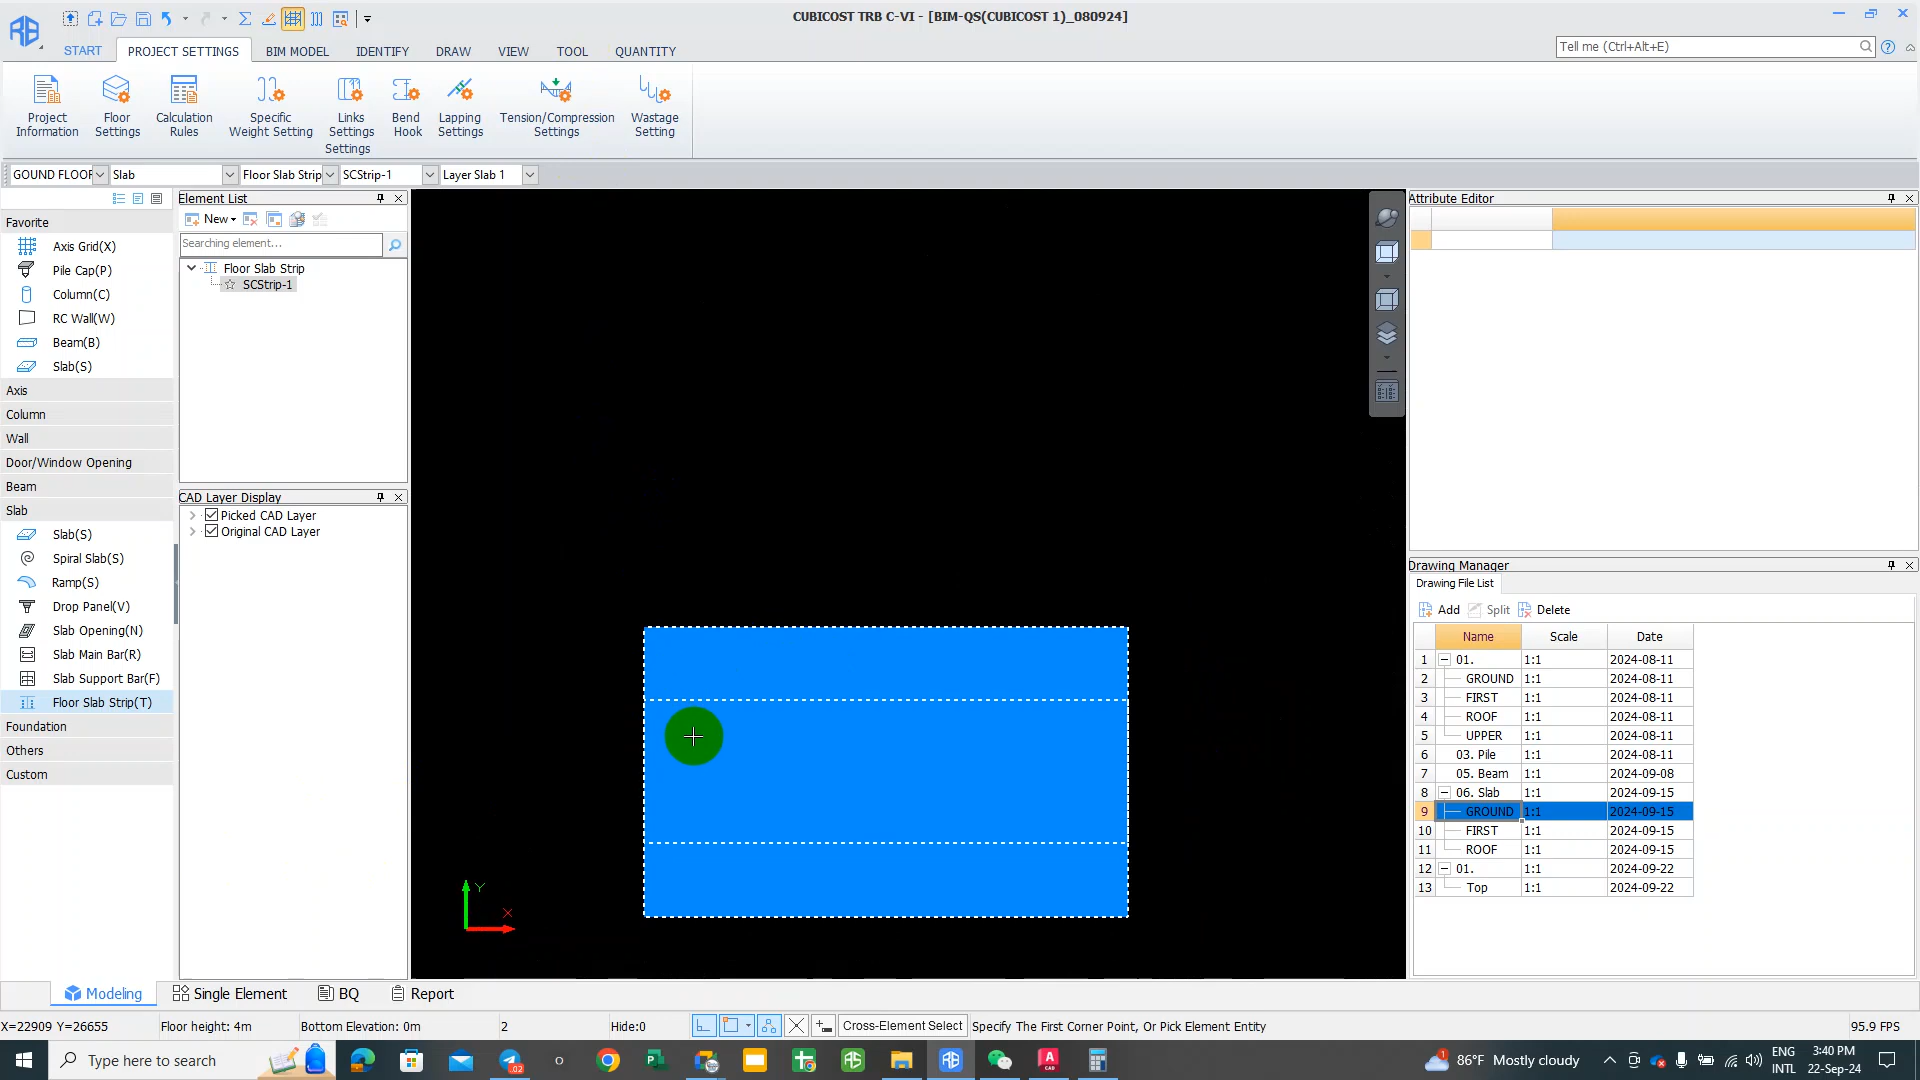 CUBICOST TRB C-VI - [BIM-QS(CUBICOST 1)_080924]
START
PROJECT SETTINGS
BIM MODEL
IDENTIFY
DRAW
VIEW
TOOL
QUANTITY
Tell me (Ctrl+Alt+E)
Project Information
Floor Settings
Calculation Rules
Specific Weight Setting
Links Settings
Bend Hook
Lapping Settings
Tension/Compression Settings
Wastage Setting
Settings
GOUND FLOOR
Slab
Floor Slab Strip
SCStrip-1
Layer Slab 1
Favorite
Axis Grid(X)
Pile Cap(P)
Column(C)
RC Wall(W)
Beam(B)
Slab(S)
Axis
Column
Wall
Door/Window Opening
Beam
Slab
Slab(S)
Spiral Slab(S)
Ramp(S)
Drop Panel(V)
Slab Opening(N)
Slab Main Bar(R)
Slab Support Bar(F)
Floor Slab Strip(T)
Foundation
Others
Custom
Element List
New
Searching element...
Floor Slab Strip
SCStrip-1
CAD Layer Display
Picked CAD Layer
Original CAD Layer
Y
X
Attribute Editor
Drawing Manager
Drawing File List
Add Split Delete
Name Scale Date
1 01. 1:1 2024-08-11
2 GROUND 1:1 2024-08-11
3 FIRST 1:1 2024-08-11
4 ROOF 1:1 2024-08-11
5 UPPER 1:1 2024-08-11
6 03. Pile 1:1 2024-08-11
7 05. Beam 1:1 2024-09-08
8 06. Slab 1:1 2024-09-15
9 GROUND 1:1 2024-09-15
10 FIRST 1:1 2024-09-15
11 ROOF 1:1 2024-09-15
12 01. 1:1 2024-09-22
13 Top 1:1 2024-09-22
Modeling
Single Element
BQ
Report
X=22909 Y=26655
Floor height: 4m
Bottom Elevation: 0m
2
Hide:0
Cross-Element Select
Specify The First Corner Point, Or Pick Element Entity
95.9 FPS
Type here to search
86°F Mostly cloudy
ENG
INTL
3:40 PM
22-Sep-24